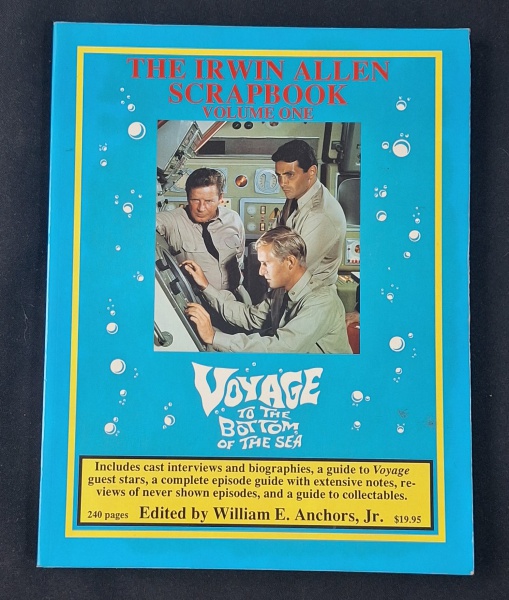 THE IRWIN ALLEN
SCRAPBOOK
VOLUME ONE
VOYAGE
TO THE
BOTTOM
OF THE SEA
Includes cast interviews and biographies, a guide to Voyage
guest stars, a complete episode guide with extensive notes, re-
views of never shown episodes, and a guide to collectables.
240 pages Edited by William E. Anchors, Jr. $19.95